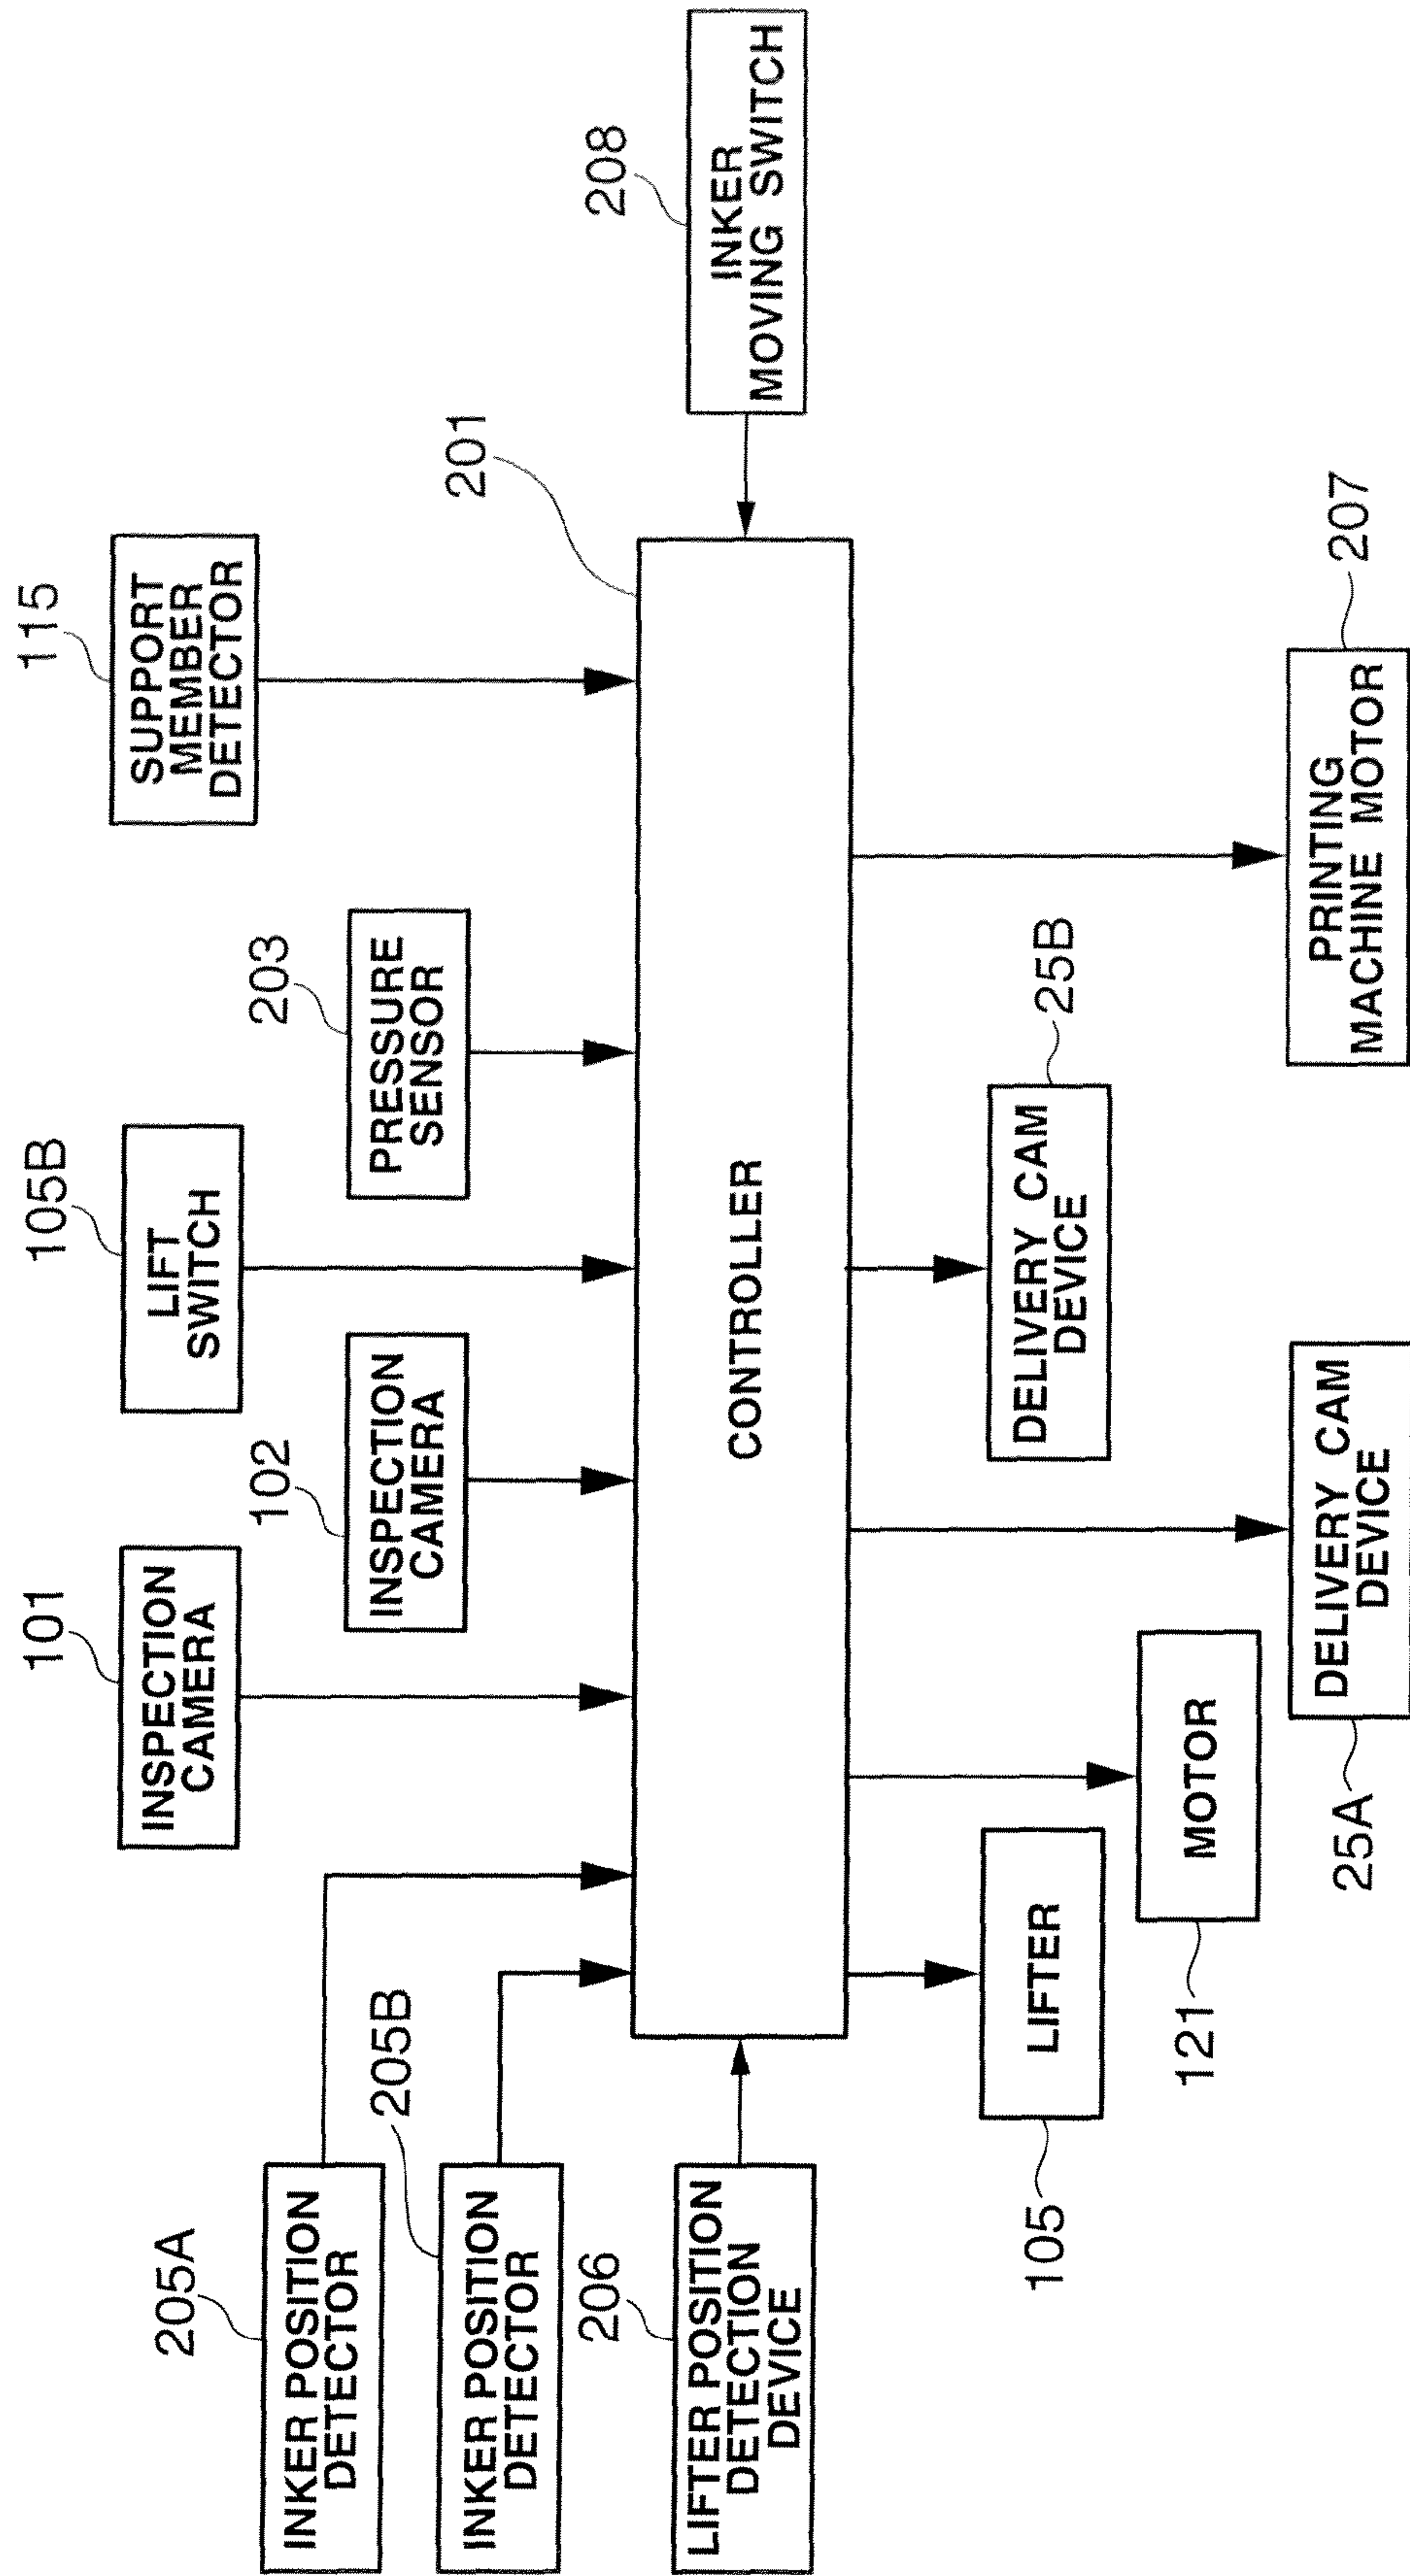 205A
INKER POSITION
DETECTOR
205B
INKER POSITION
DETECTOR
206
LIFTER POSITION
DETECTION
DEVICE
101
INSPECTION
CAMERA
102
INSPECTION
CAMERA
105B
LIFT
SWITCH
203
PRESSURE
SENSOR
115
SUPPORT
MEMBER
DETECTOR
201
CONTROLLER
208
INKER
MOVING SWITCH
105
LIFTER
121
MOTOR
25A
DELIVERY CAM
DEVICE
25B
DELIVERY CAM
DEVICE
207
PRINTING
MACHINE MOTOR